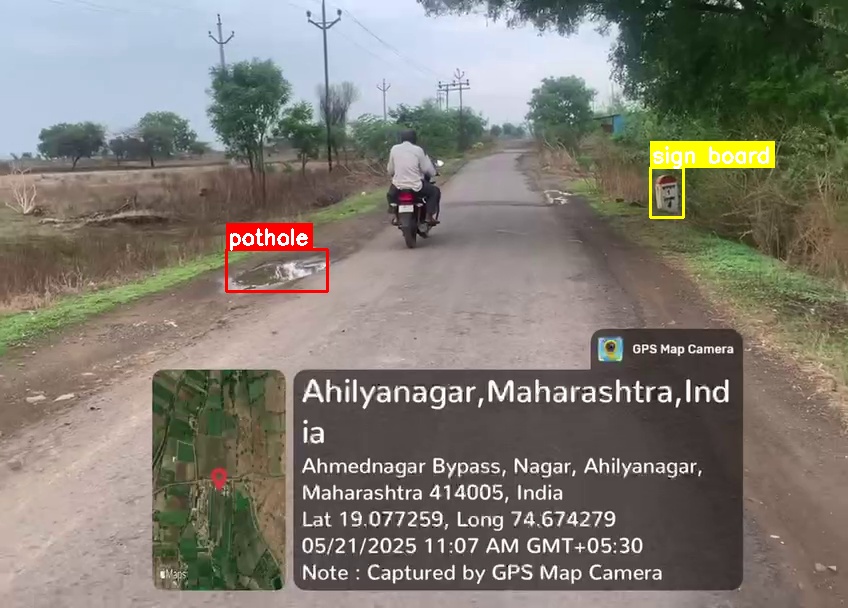 sign board
pothole
GPS Map Camera
Ahilyanagar,Maharashtra,Ind
ia
Ahmednagar Bypass, Nagar, Ahilyanagar,
Maharashtra 414005, India
Lat 19.077259, Long 74.674279
05/21/2025 11:07 AM GMT+05:30
Note : Captured by GPS Map Camera
Maps